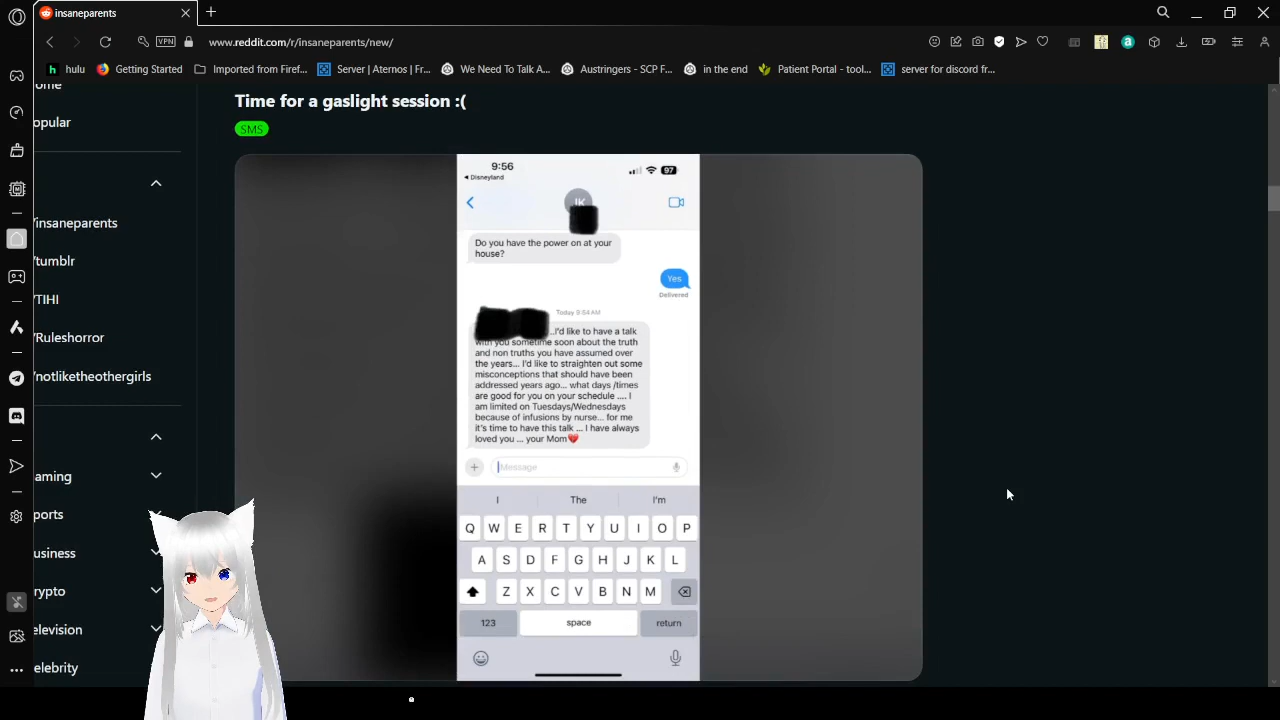 insaneparents
VPN
www.reddit.com/r/insaneparents/new/
hulu
Getting Started
Imported from Firef...
Server | Aternos | Fr...
We Need To Talk A...
Austringers - SCP F...
in the end
Patient Portal - tool...
server for discord fr...
ome
opular
/insaneparents
/tumblr
/TIHI
/Ruleshorror
/notliketheothergirls
aming
ports
usiness
rypto
elevision
elebrity
Time for a gaslight session :(
SMS
9:56
97
Disneyland
JK
Do you have the power on at your
house?
Yes
Delivered
Today 9:54 AM
...I'd like to have a talk
with you sometime soon about the truth
and non truths you have assumed over
the years... I'd like to straighten out some
misconceptions that should have been
addressed years ago... what days /times
are good for you on your schedule .... I
am limited on Tuesdays/Wednesdays
because of infusions by nurse... for me
it's time to have this talk ... I have always
loved you ... your Mom❤️
Message
I The I'm
Q W E R T Y U I O P
A S D F G H J K L
Z X C V B N M
123 space return